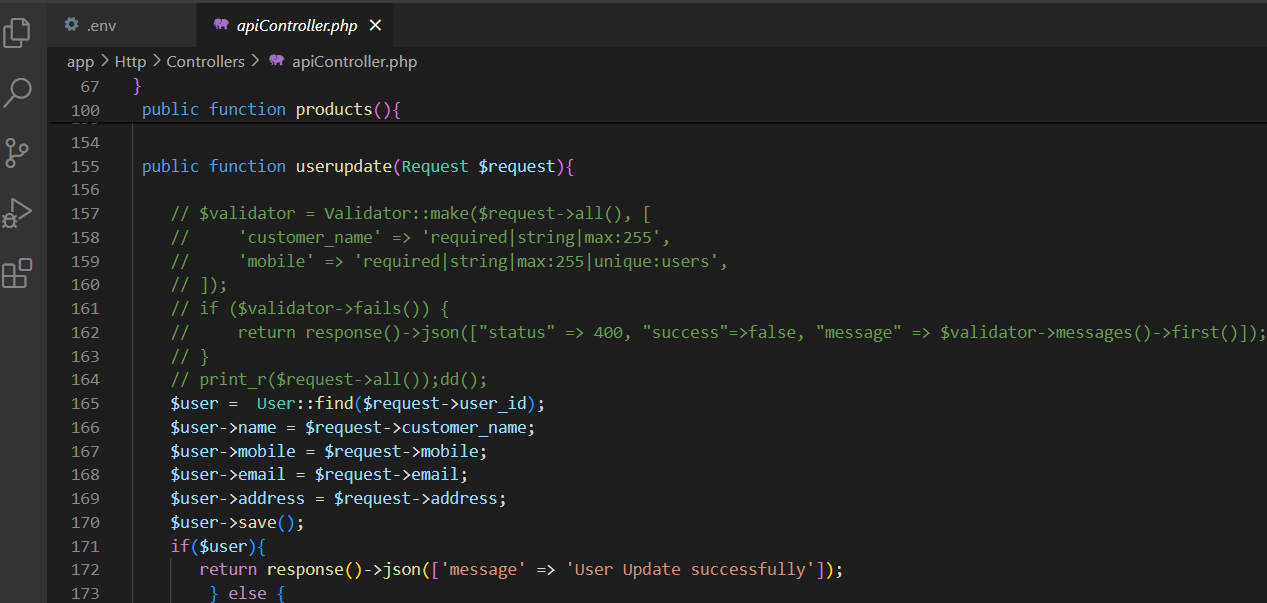 .env
apiController.php
app > Http > Controllers > apiController.php
67 }
100 public function products(){
154
155 public function userupdate(Request $request){
156
157 // $validator = Validator::make($request->all(), [
158 //     'customer_name' => 'required|string|max:255',
159 //     'mobile' => 'required|string|max:255|unique:users',
160 // ]);
161 // if ($validator->fails()) {
162 //     return response()->json(["status" => 400, "success"=>false, "message" => $validator->messages()->first()]);
163 // }
164 // print_r($request->all());dd();
165 $user =  User::find($request->user_id);
166 $user->name = $request->customer_name;
167 $user->mobile = $request->mobile;
168 $user->email = $request->email;
169 $user->address = $request->address;
170 $user->save();
171 if($user){
172 return response()->json(['message' => 'User Update successfully']);
173 } else {